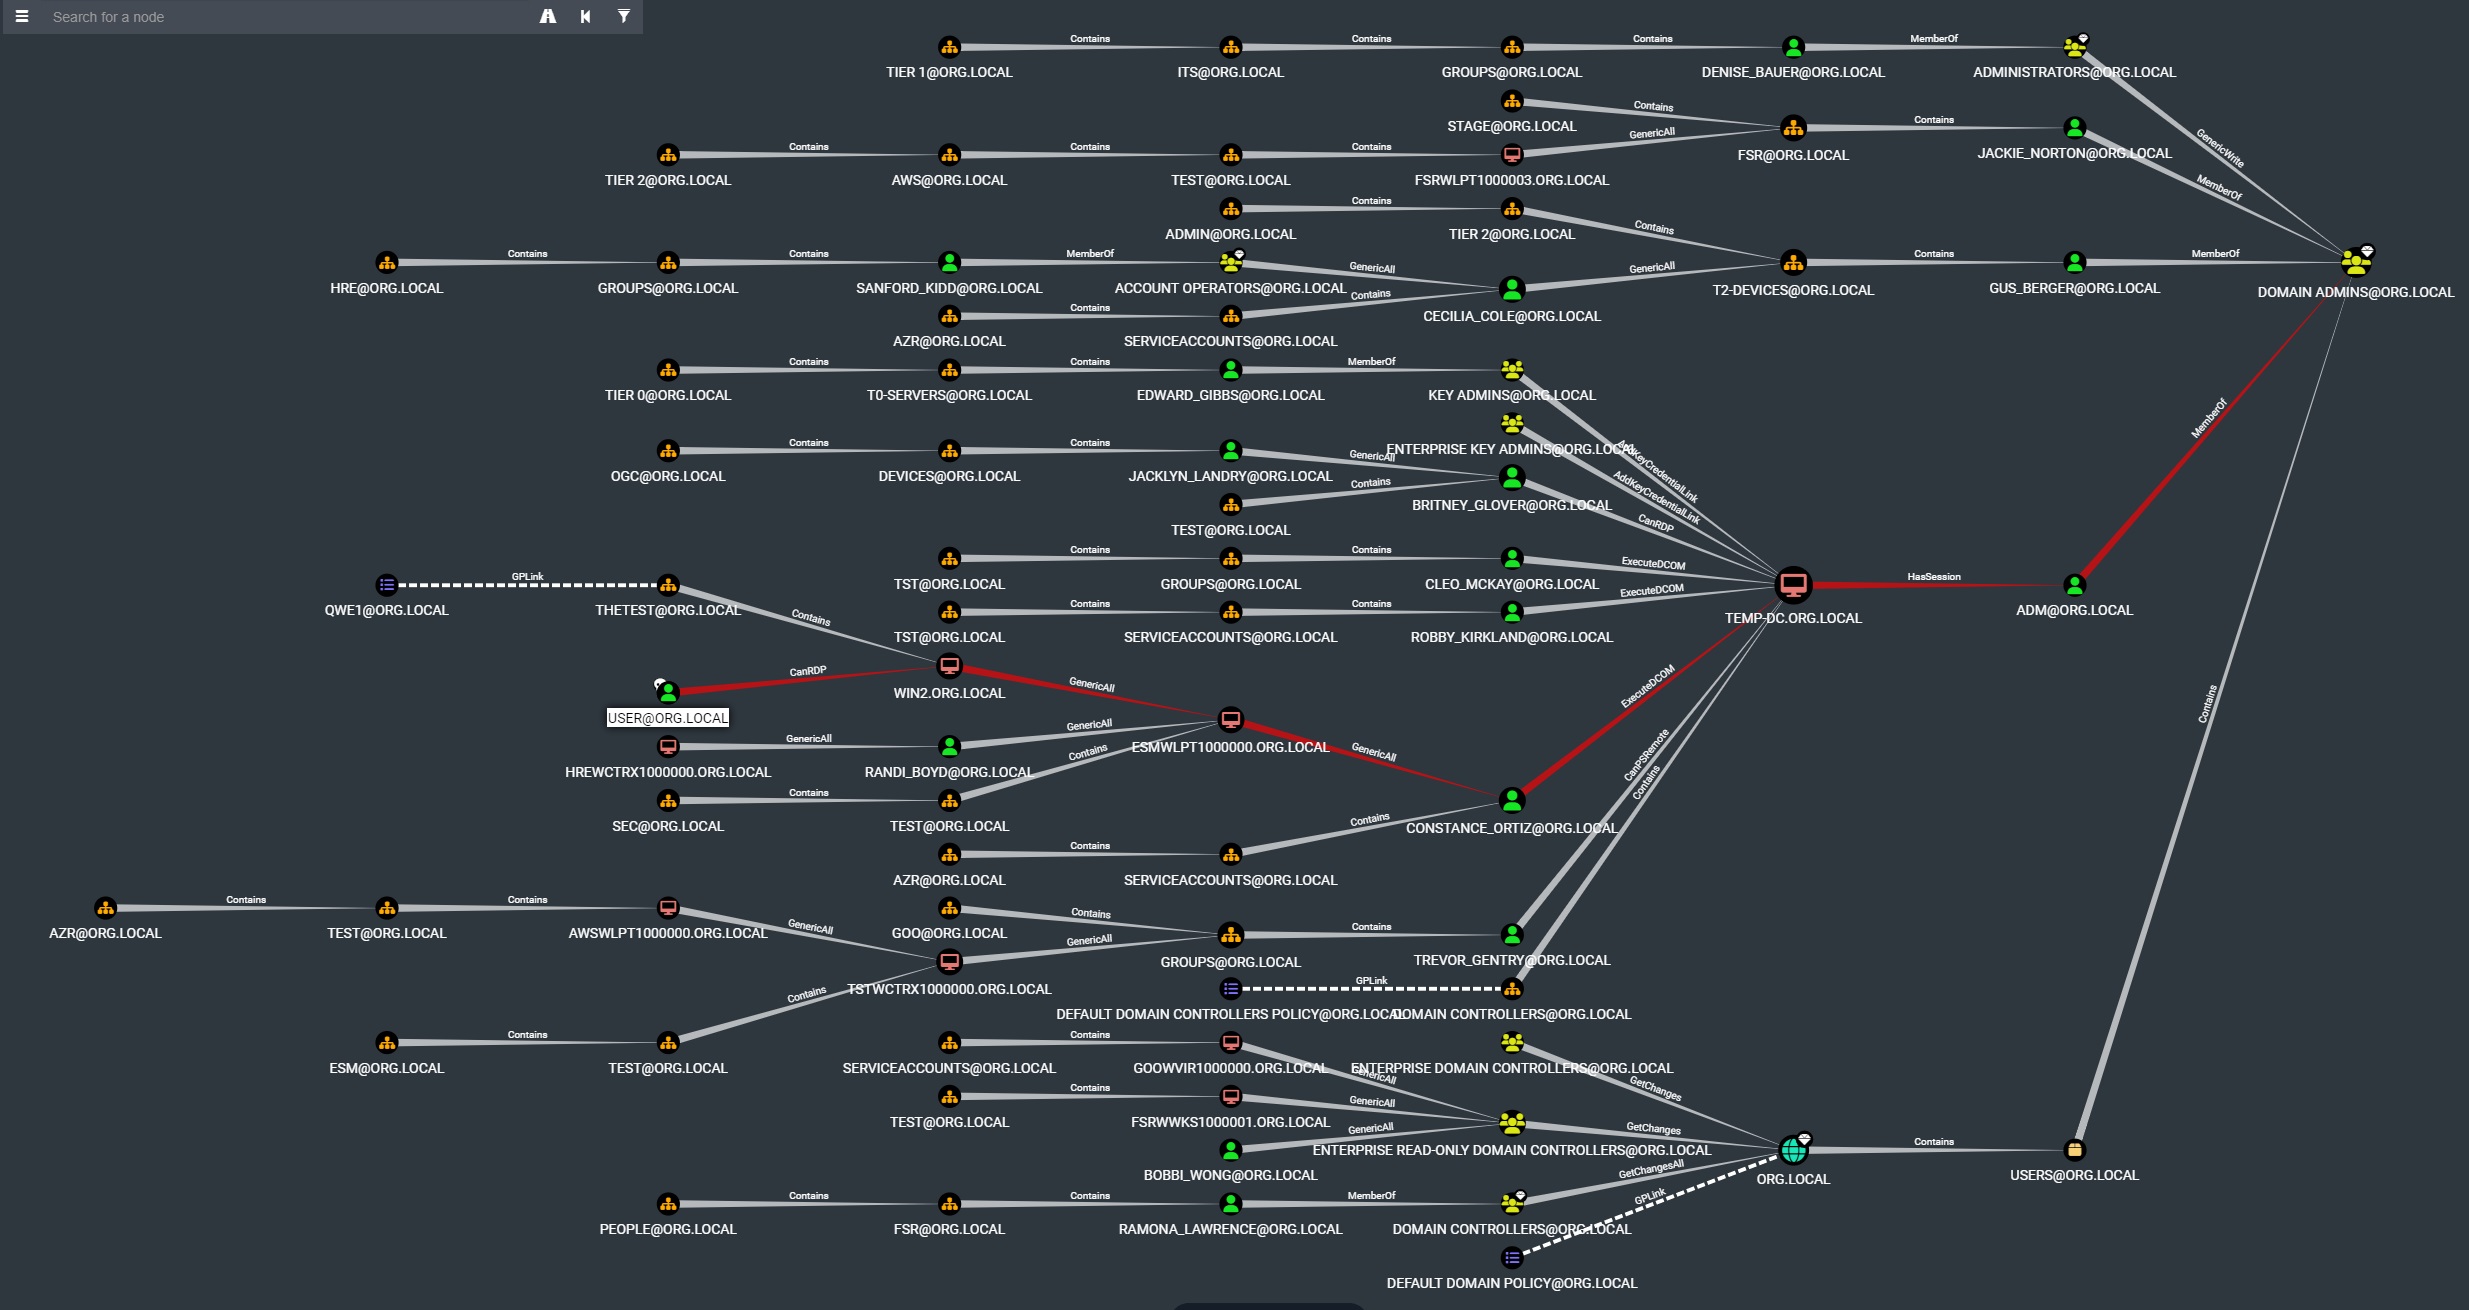 Search for a node
Contains
Contains
Contains
MemberOf
TIER 1@ORG.LOCAL
ITS@ORG.LOCAL
GROUPS@ORG.LOCAL
DENISE_BAUER@ORG.LOCAL
ADMINISTRATORS@ORG.LOCAL
Contains
STAGE@ORG.LOCAL
Contains
GenericAll
GenericWrite
Contains
Contains
Contains
FSR@ORG.LOCAL
JACKIE_NORTON@ORG.LOCAL
TIER 2@ORG.LOCAL
AWS@ORG.LOCAL
TEST@ORG.LOCAL
FSRWLPT1000003.ORG.LOCAL
MemberOf
Contains
Contains
ADMIN@ORG.LOCAL
TIER 2@ORG.LOCAL
Contains
Contains
MemberOf
GenericAll
GenericAll
Contains
MemberOf
HRE@ORG.LOCAL
GROUPS@ORG.LOCAL
SANFORD_KIDD@ORG.LOCAL
ACCOUNT OPERATORS@ORG.LOCAL
T2-DEVICES@ORG.LOCAL
GUS_BERGER@ORG.LOCAL
DOMAIN ADMINS@ORG.LOCAL
Contains
Contains
CECILIA_COLE@ORG.LOCAL
AZR@ORG.LOCAL
SERVICEACCOUNTS@ORG.LOCAL
Contains
Contains
MemberOf
TIER 0@ORG.LOCAL
T0-SERVERS@ORG.LOCAL
EDWARD_GIBBS@ORG.LOCAL
KEY ADMINS@ORG.LOCAL
MemberOf
Contains
Contains
ENTERPRISE KEY ADMINS@ORG.LOCAL
GenericAll
AddKeyCredentialLink
OGC@ORG.LOCAL
DEVICES@ORG.LOCAL
JACKLYN_LANDRY@ORG.LOCAL
Contains
AddKeyCredentialLink
BRITNEY_GLOVER@ORG.LOCAL
CanRDP
TEST@ORG.LOCAL
Contains
Contains
ExecuteDCOM
GPLink
HasSession
TST@ORG.LOCAL
GROUPS@ORG.LOCAL
CLEO_MCKAY@ORG.LOCAL
ExecuteDCOM
Contains
Contains
QWE1@ORG.LOCAL
THETEST@ORG.LOCAL
Contains
TEMP-DC.ORG.LOCAL
ADM@ORG.LOCAL
TST@ORG.LOCAL
SERVICEACCOUNTS@ORG.LOCAL
ROBBY_KIRKLAND@ORG.LOCAL
CanRDP
GenericAll
ExecuteDCOM
WIN2.ORG.LOCAL
USER@ORG.LOCAL
Contains
GenericAll
GenericAll
Contains
ESMWLPT1000000.ORG.LOCAL
GenericAll
CanPSRemote
HREWCTRX1000000.ORG.LOCAL
RANDI_BOYD@ORG.LOCAL
Contains
Contains
SEC@ORG.LOCAL
TEST@ORG.LOCAL
Contains
CONSTANCE_ORTIZ@ORG.LOCAL
Contains
AZR@ORG.LOCAL
SERVICEACCOUNTS@ORG.LOCAL
Contains
Contains
Contains
AZR@ORG.LOCAL
TEST@ORG.LOCAL
AWSWLPT1000000.ORG.LOCAL
GenericAll
GOO@ORG.LOCAL
GenericAll
Contains
GROUPS@ORG.LOCAL
TREVOR_GENTRY@ORG.LOCAL
Contains
TSTWCTRX1000000.ORG.LOCAL
GPLink
DEFAULT DOMAIN CONTROLLERS POLICY@ORG.LOCAL
DOMAIN CONTROLLERS@ORG.LOCAL
Contains
Contains
ESM@ORG.LOCAL
TEST@ORG.LOCAL
SERVICEACCOUNTS@ORG.LOCAL
GOOWVIR1000000.ORG.LOCAL
ENTERPRISE DOMAIN CONTROLLERS@ORG.LOCAL
GenericAll
GetChanges
Contains
GenericAll
TEST@ORG.LOCAL
FSRWWKS1000001.ORG.LOCAL
GenericAll
GetChanges
Contains
ENTERPRISE READ-ONLY DOMAIN CONTROLLERS@ORG.LOCAL
BOBBI_WONG@ORG.LOCAL
GetChangesAll
ORG.LOCAL
USERS@ORG.LOCAL
Contains
Contains
MemberOf
GPLink
PEOPLE@ORG.LOCAL
FSR@ORG.LOCAL
RAMONA_LAWRENCE@ORG.LOCAL
DOMAIN CONTROLLERS@ORG.LOCAL
DEFAULT DOMAIN POLICY@ORG.LOCAL